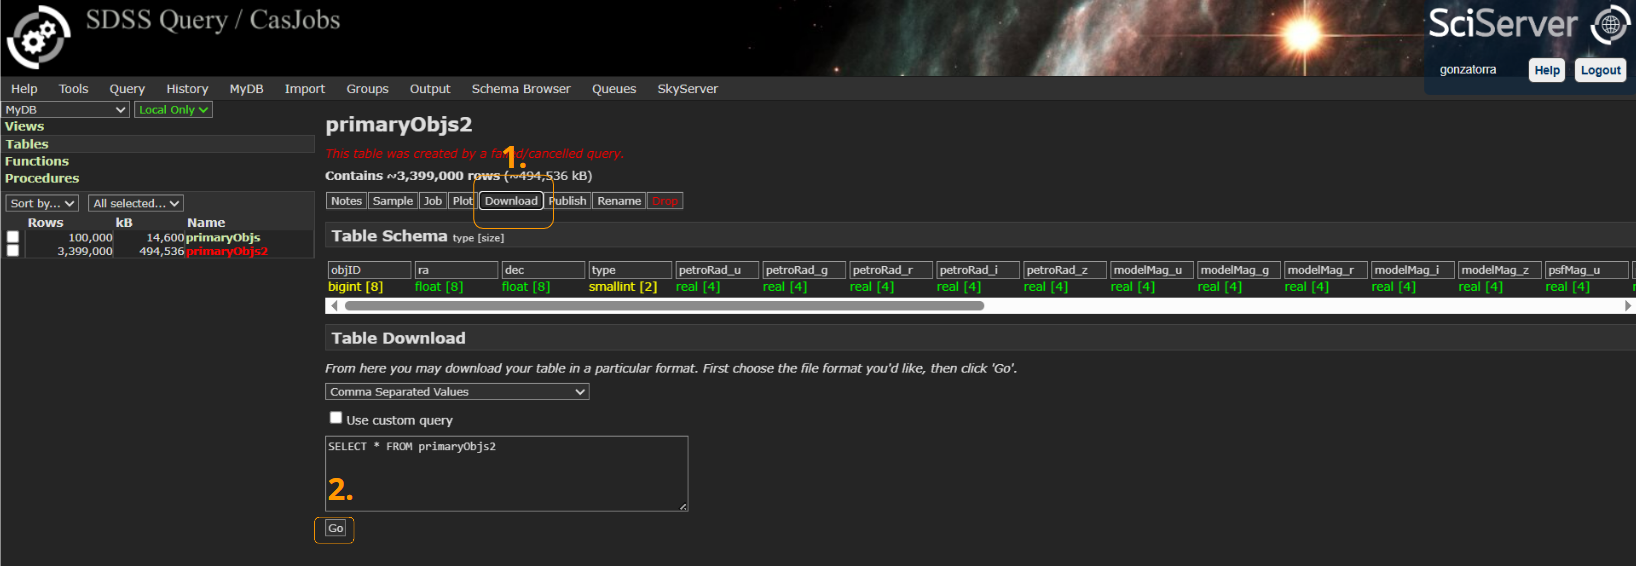 SDSS Query / CasJobs
SciServer
gonzatorra Help Logout
Help Tools Query History MyDB Import Groups Output Schema Browser Queues SkyServer
MyDB Local Only
Views
Tables
Functions
Procedures
Sort by... All selected...
Rows kB Name
100,000 14,600 primaryObjs
3,399,000 494,536 primaryObjs2
primaryObjs2
This table was created by a failed/cancelled query.
1.
Contains ~3,399,000 rows (~494,536 kB)
Notes Sample Job Plot Download Publish Rename Drop
Table Schema type [size]
objID ra dec type petroRad_u petroRad_g petroRad_r petroRad_i petroRad_z modelMag_u modelMag_g modelMag_r modelMag_i modelMag_z psfMag_u
bigint [8] float [8] float [8] smallint [2] real [4] real [4] real [4] real [4] real [4] real [4] real [4] real [4] real [4] real [4] real [4]
Table Download
From here you may download your table in a particular format. First choose the file format you'd like, then click 'Go'.
Comma Separated Values
Use custom query
SELECT * FROM primaryObjs2
2.
Go